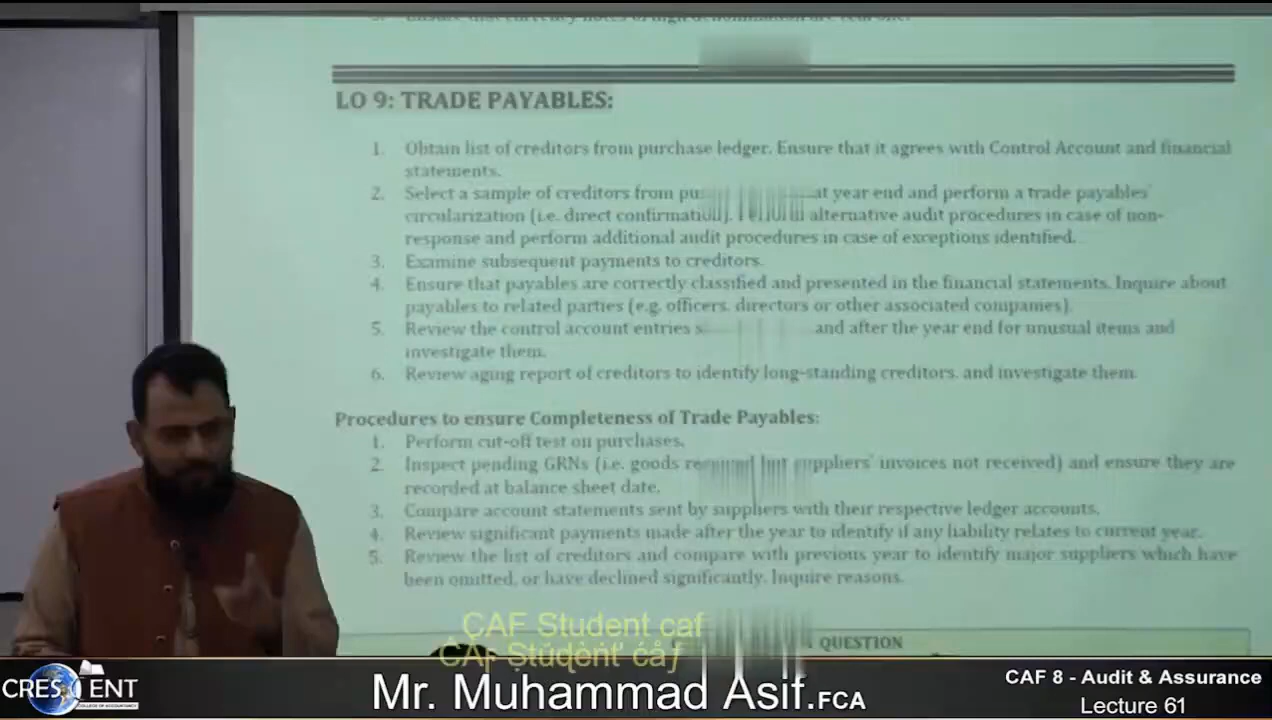 LO 9: TRADE PAYABLES:
1. Obtain list of creditors from purchase ledger. Ensure that it agrees with Control Account and financial
statements.
2. Select a sample of creditors from at year end and perform a trade payables'
circularization (i.e. direct confirmation). alternative audit procedures in case of non-
response and perform additional audit procedures in case of exceptions identified.
3. Examine subsequent payments to creditors.
4. Ensure that payables are correctly classified and presented in the financial statements. Inquire about
payables to related parties (e.g. officers, directors or other associated companies).
5. Review the control account entries and after the year end for unusual items and
investigate them.
6. Review aging report of creditors to identify long-standing creditors, and investigate them.
Procedures to ensure Completeness of Trade Payables:
1. Perform cut-off test on purchases.
2. Inspect pending GRNs (i.e. goods suppliers' invoices not received) and ensure they are
recorded at balance sheet date.
3. Compare account statements sent by suppliers with their respective ledger accounts.
4. Review significant payments made after the year to identify if any liability relates to current year.
5. Review the list of creditors and compare with previous year to identify major suppliers which have
been omitted, or have declined significantly. Inquire reasons.
CAF Student caf
QUESTION
CRESCENT
COLLEGE OF ACCOUNTANCY
Mr. Muhammad Asif.FCA
CAF 8 - Audit & Assurance
Lecture 61